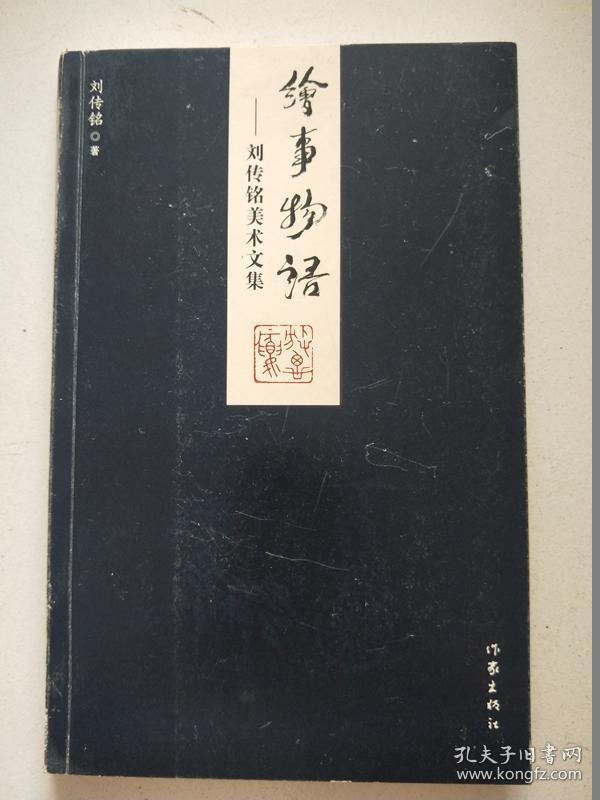 繪事物语
——刘传铭美术文集
刘传铭◎著
作家出版社
孔夫子旧书网
www.kongfz.com